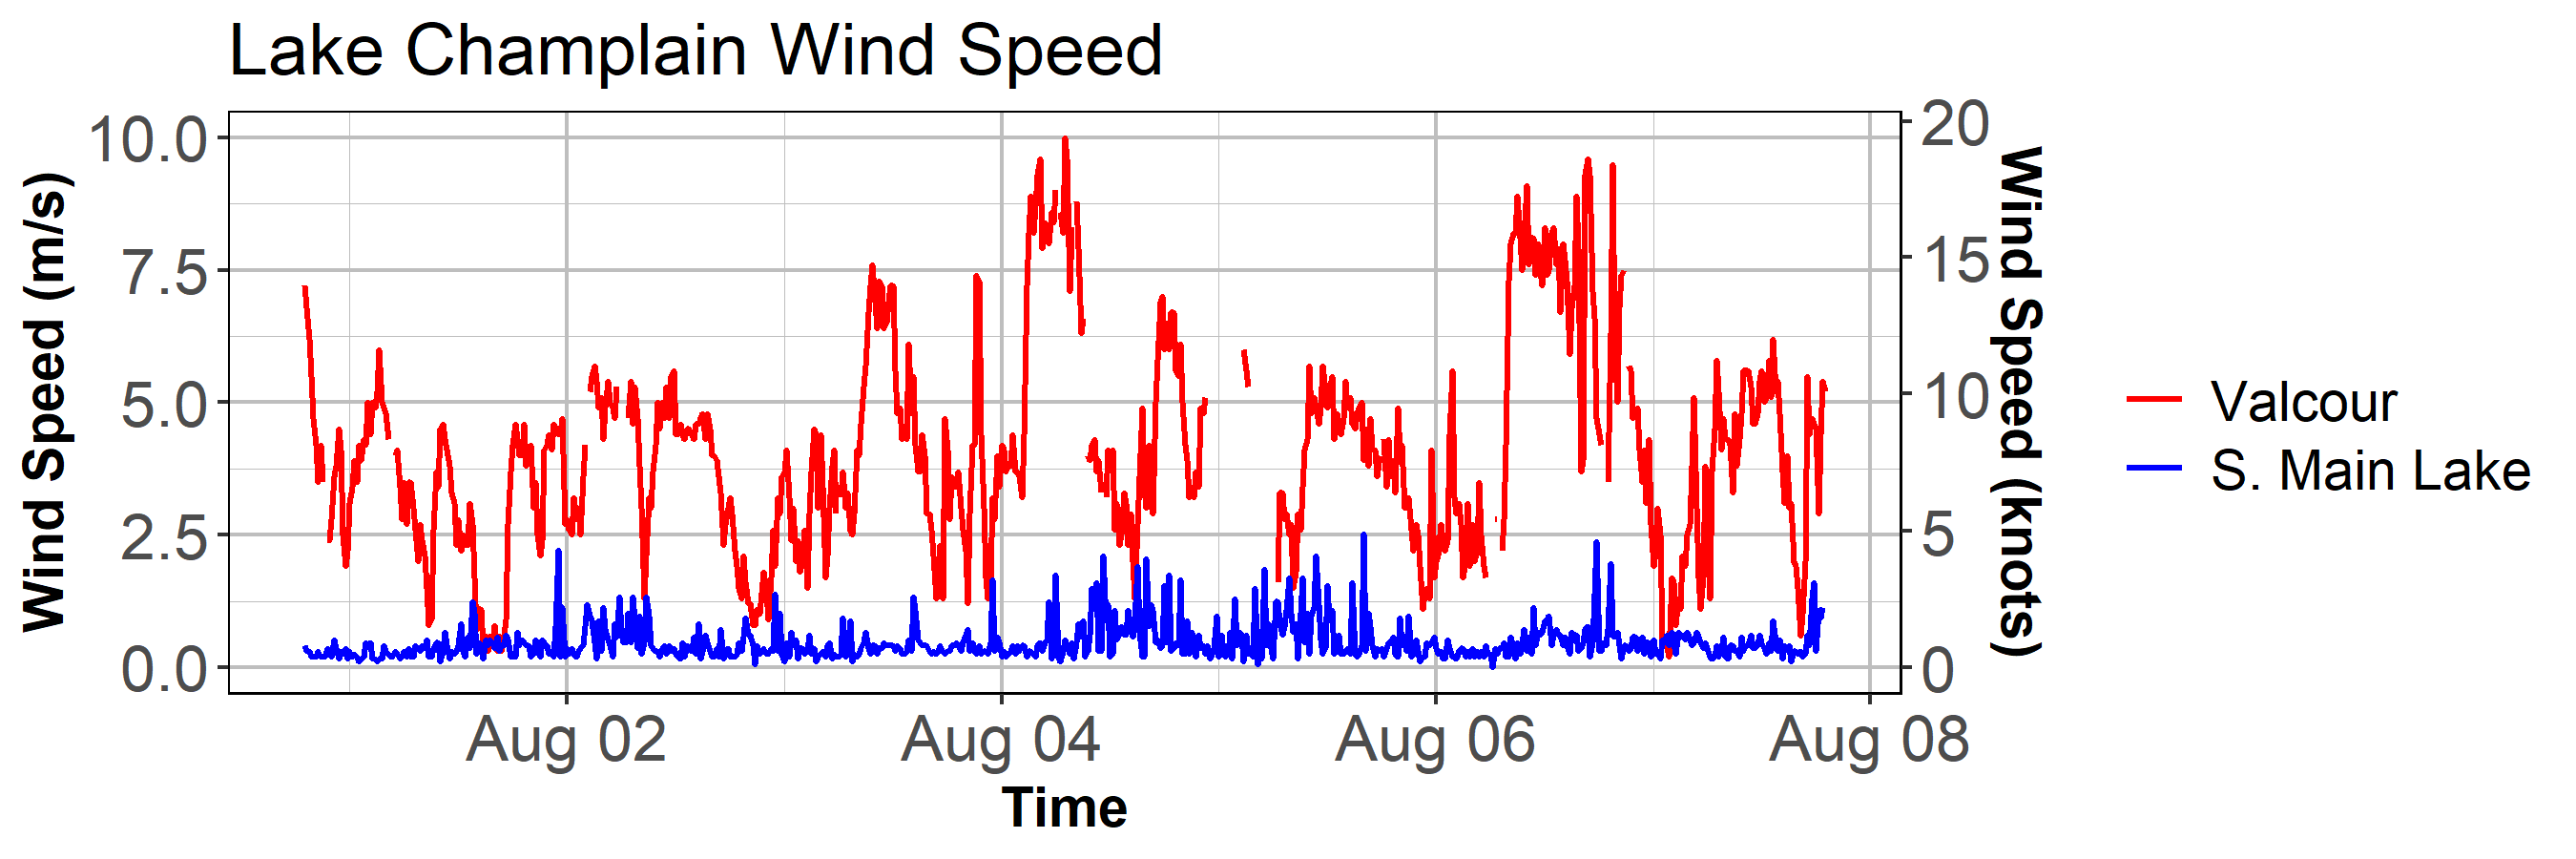 Lake Champlain Wind Speed
Wind Speed (m/s)
10.0
7.5
5.0
2.5
0.0
20
15
10
5
0
Wind Speed (knots)
Aug 02
Aug 04
Aug 06
Aug 08
Time
Valcour
S. Main Lake